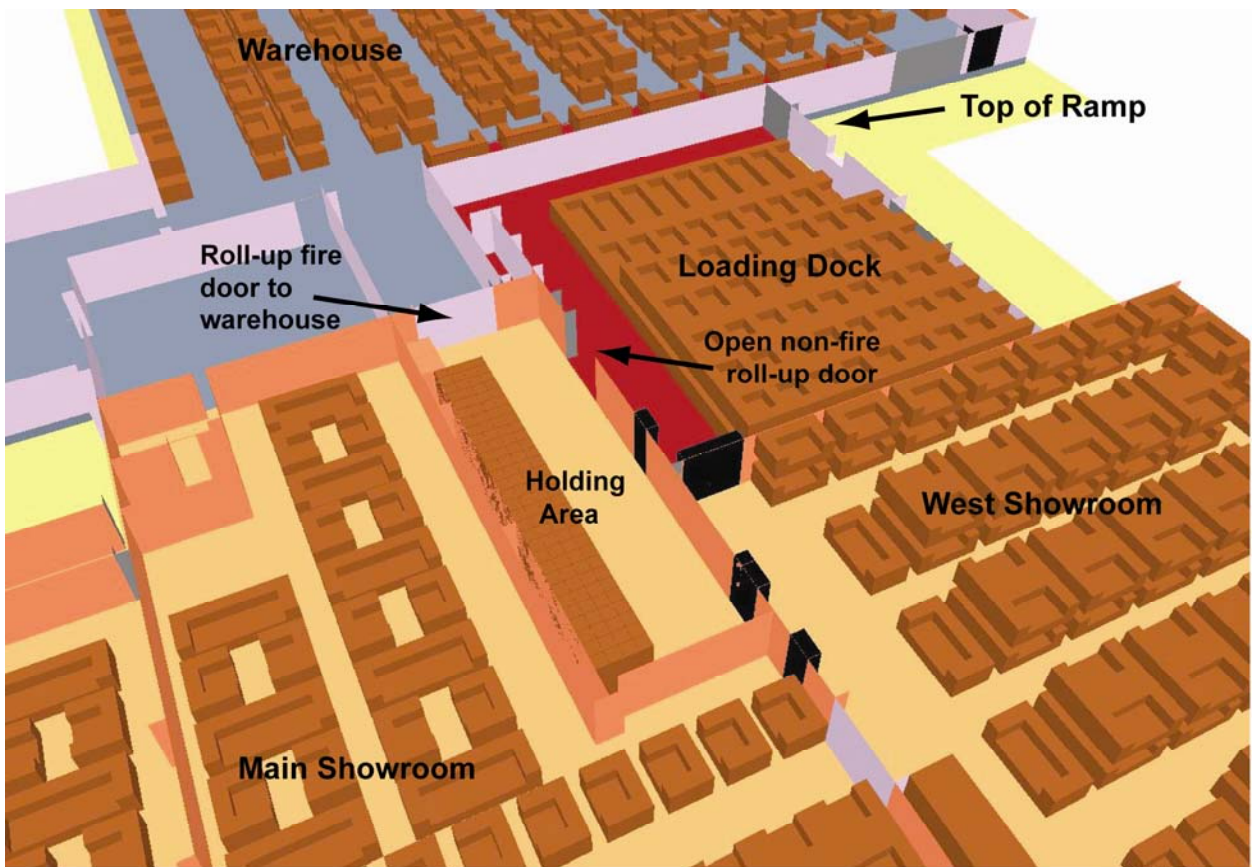 Warehouse
Top of Ramp
Roll-up fire
door to
warehouse
Loading Dock
Open non-fire
roll-up door
Holding
Area
West Showroom
Main Showroom